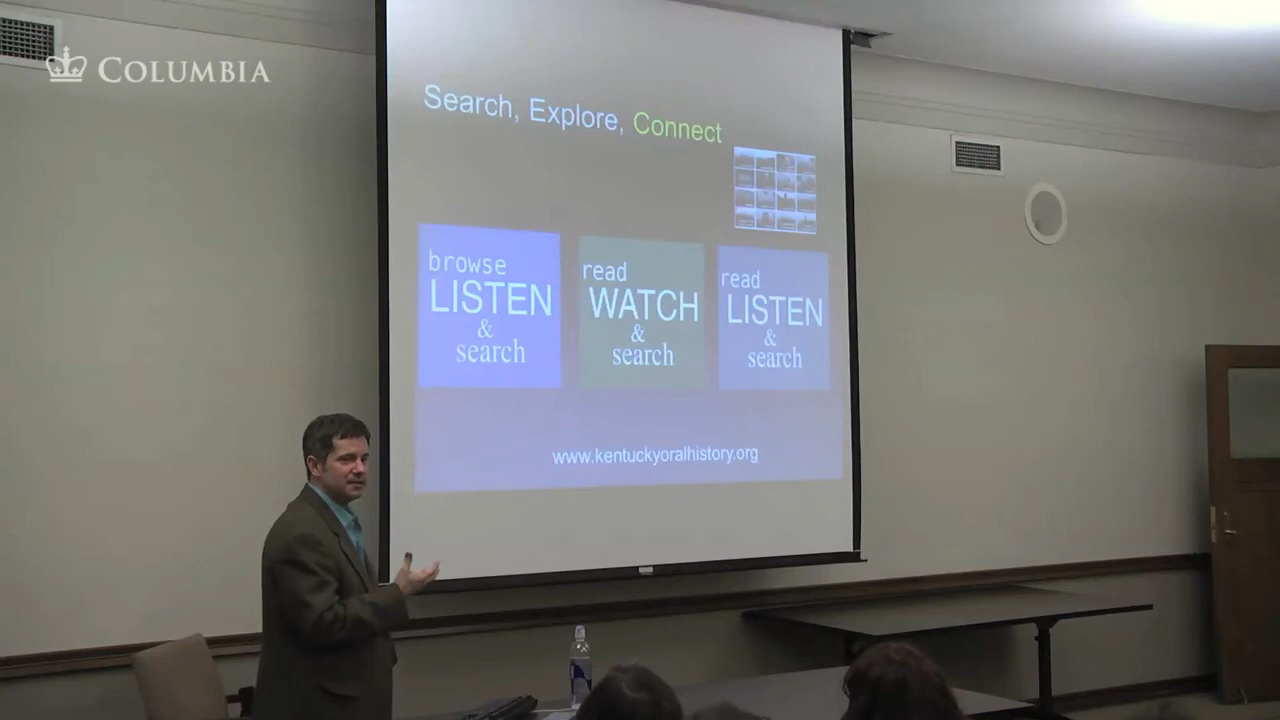 COLUMBIA
Search, Explore, Connect
browse
LISTEN
&
search
read
WATCH
&
search
read
LISTEN
&
search
www.kentuckyoralhistory.org